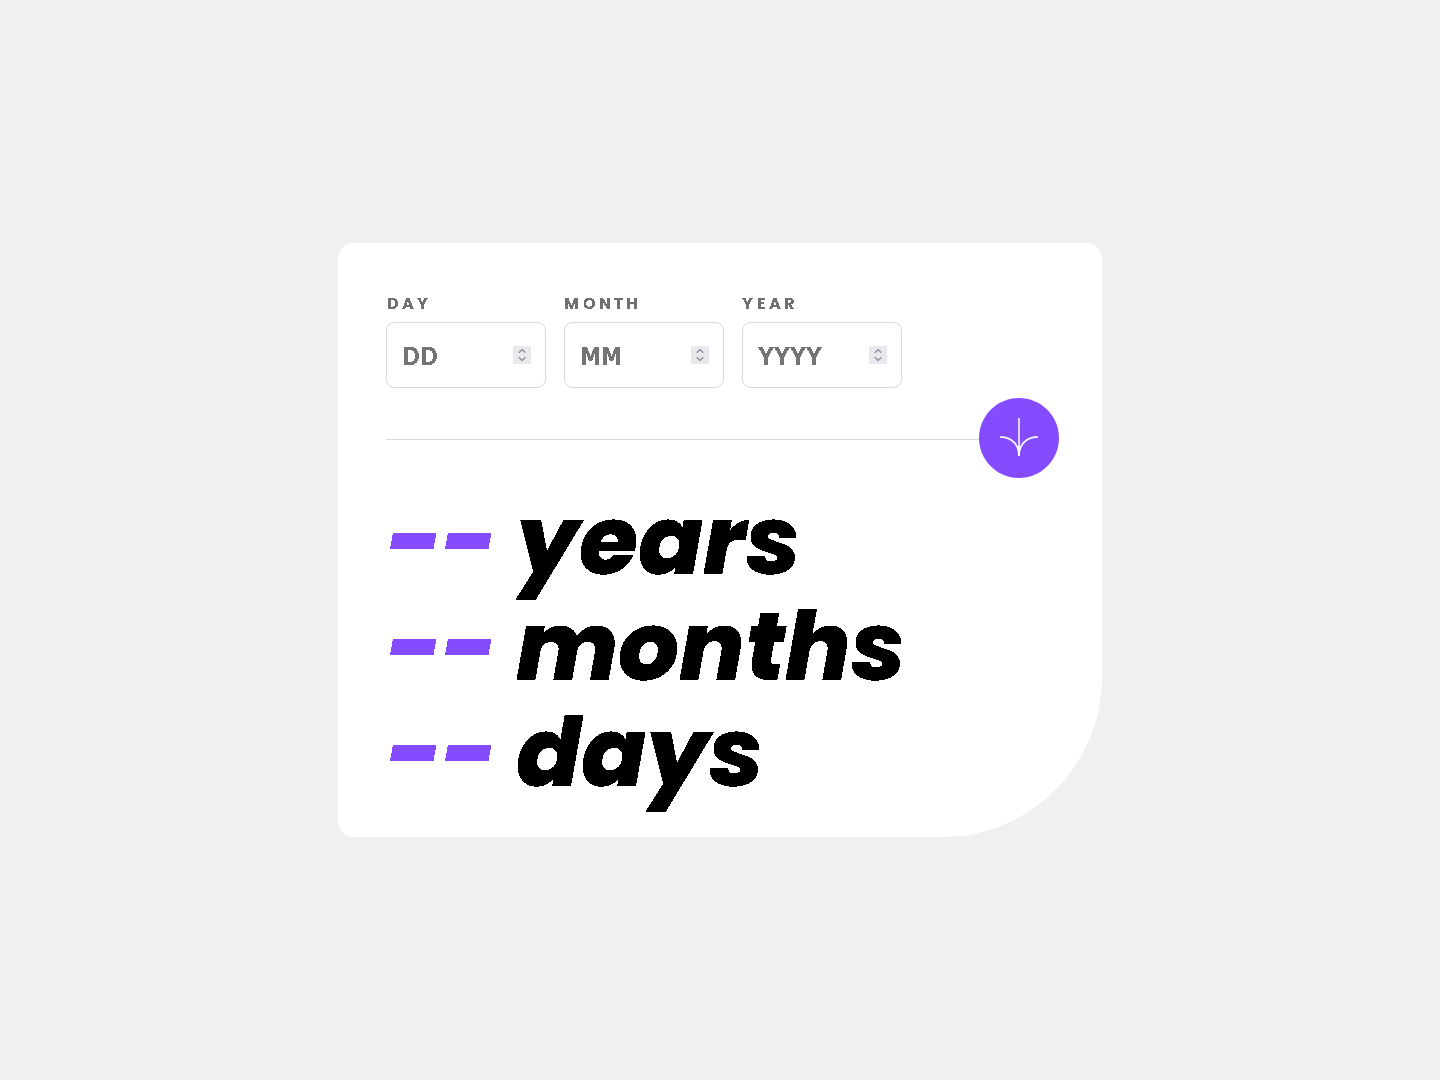 DAY MONTH YEAR
DD MM YYYY
-- years
-- months
-- days